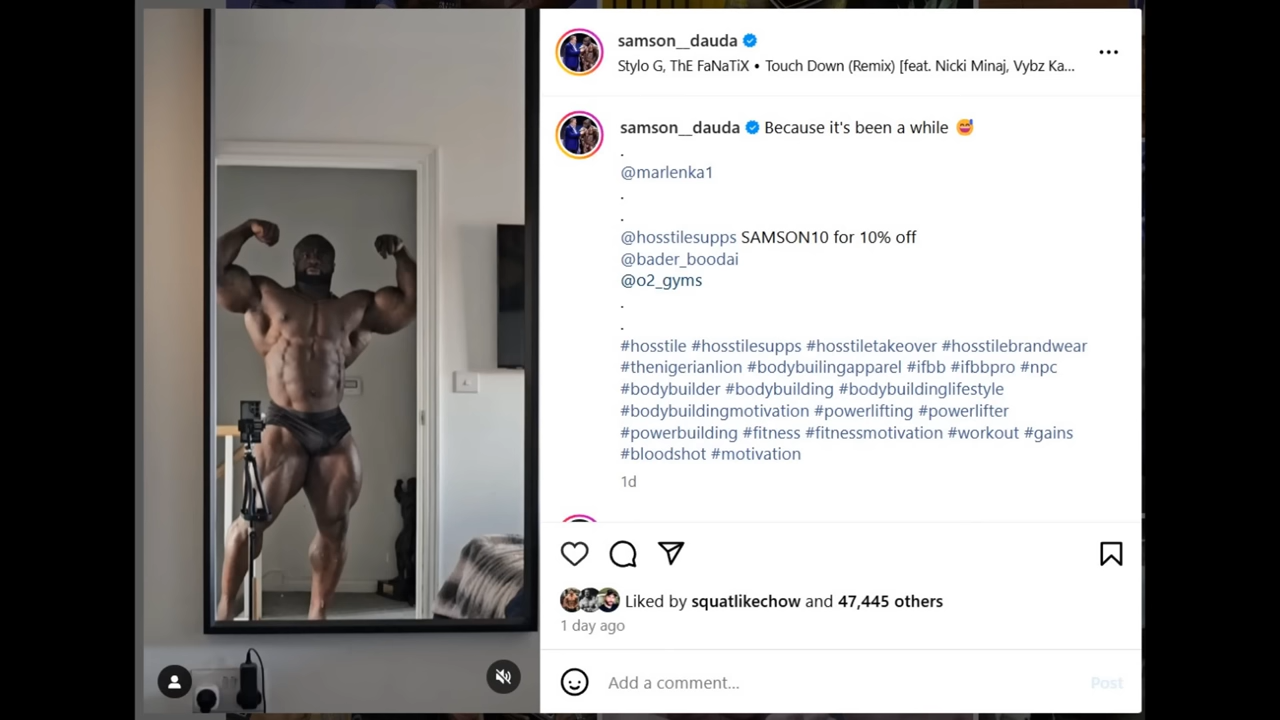 samson__dauda
Stylo G, ThE FaNaTiX • Touch Down (Remix) [feat. Nicki Minaj, Vybz Ka...
samson__dauda Because it's been a while 😅
.
@marlenka1
.
.
@hosstilesupps SAMSON10 for 10% off
@bader_boodai
@o2_gyms
.
.
#hosstile #hosstilesupps #hosstiletakeover #hosstilebrandwear
#thenigerianlion #bodybuilingapparel #ifbb #ifbbpro #npc
#bodybuilder #bodybuilding #bodybuildinglifestyle
#bodybuildingmotivation #powerlifting #powerlifter
#powerbuilding #fitness #fitnessmotivation #workout #gains
#bloodshot #motivation
1d
Liked by squatlikechow and 47,445 others
1 day ago
Add a comment...
Post